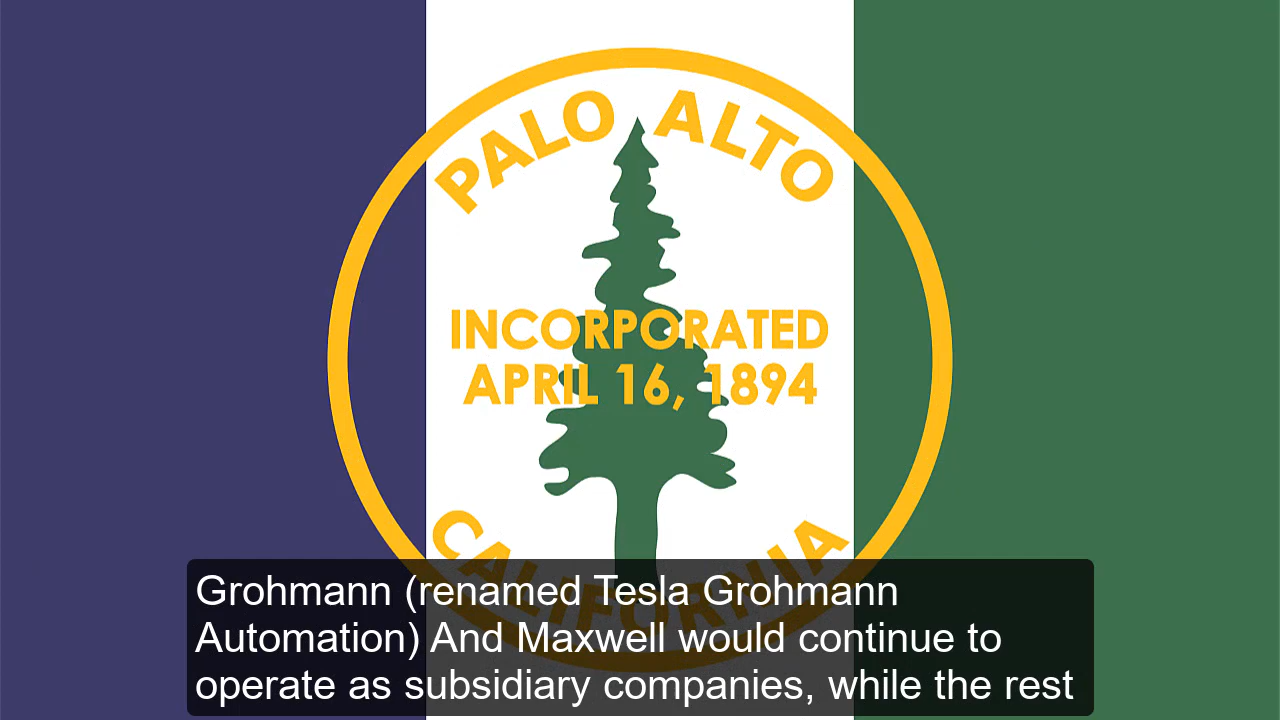 PALO ALTO
INCORPORATED
APRIL 16, 1894
CALIFORNIA
Grohmann (renamed Tesla Grohmann
Automation) And Maxwell would continue to
operate as subsidiary companies, while the rest